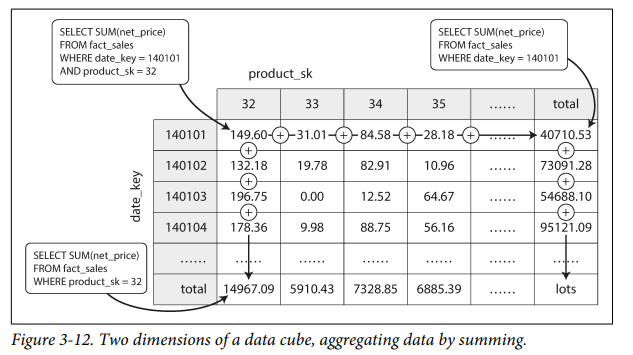 SELECT SUM(net_price)
FROM fact_sales
WHERE date_key = 140101
AND product_sk = 32
SELECT SUM(net_price)
FROM fact_sales
WHERE date_key = 140101
product_sk
32 33 34 35 ...... total
140101 149.60 + 31.01 + 84.58 + 28.18 + ...... 40710.53
+ +
140102 132.18 19.78 82.91 10.96 ...... 73091.28
+ +
140103 196.75 0.00 12.52 64.67 ...... 54688.10
+ +
140104 178.36 9.98 88.75 56.16 ...... 95121.09
...... ...... ...... ...... ...... ...... ......
total 14967.09 5910.43 7328.85 6885.39 ...... lots
date_key
SELECT SUM(net_price)
FROM fact_sales
WHERE product_sk = 32
Figure 3-12. Two dimensions of a data cube, aggregating data by summing.